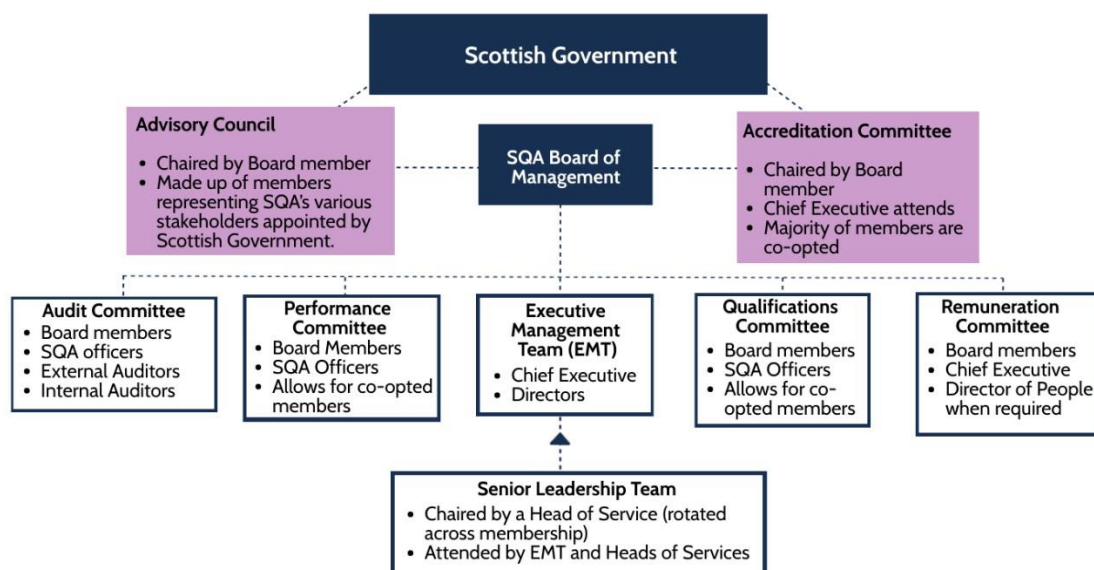 Scottish Government
Advisory Council
• Chaired by Board member
• Made up of members
representing SQA's various
stakeholders appointed by
Scottish Government.
SQA Board of
Management
Accreditation Committee
• Chaired by Board
member
• Chief Executive attends
• Majority of members are
co-opted
Audit Committee
• Board members
• SQA officers
• External Auditors
• Internal Auditors
Performance
Committee
• Board Members
• SQA Officers
• Allows for co-opted
members
Executive
Management
Team (EMT)
• Chief Executive
• Directors
Qualifications
Committee
• Board members
• SQA Officers
• Allows for co-
opted members
Remuneration
Committee
• Board members
• Chief Executive
• Director of People
when required
Senior Leadership Team
• Chaired by a Head of Service (rotated
across membership)
• Attended by EMT and Heads of Services